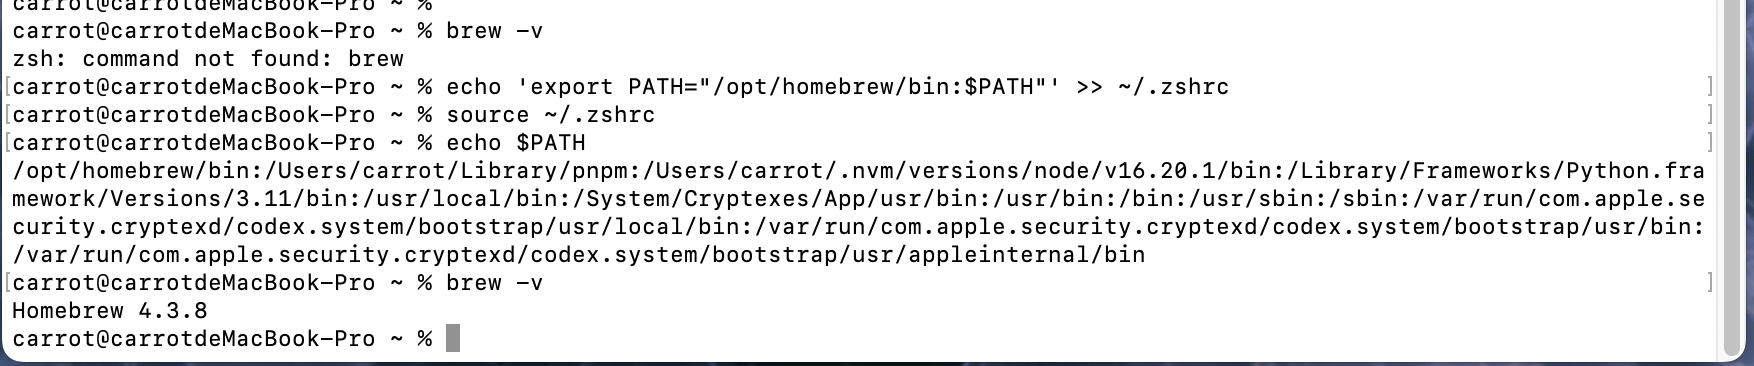 carrot@carrotdeMacBook-Pro ~ %
carrot@carrotdeMacBook-Pro ~ % brew -v
zsh: command not found: brew
[carrot@carrotdeMacBook-Pro ~ % echo 'export PATH="/opt/homebrew/bin:$PATH"' >> ~/.zshrc ]
[carrot@carrotdeMacBook-Pro ~ % source ~/.zshrc ]
[carrot@carrotdeMacBook-Pro ~ % echo $PATH ]
/opt/homebrew/bin:/Users/carrot/Library/pnpm:/Users/carrot/.nvm/versions/node/v16.20.1/bin:/Library/Frameworks/Python.fra
mework/Versions/3.11/bin:/usr/local/bin:/System/Cryptexes/App/usr/bin:/usr/bin:/bin:/usr/sbin:/sbin:/var/run/com.apple.se
curity.cryptexd/codex.system/bootstrap/usr/local/bin:/var/run/com.apple.security.cryptexd/codex.system/bootstrap/usr/bin:
/var/run/com.apple.security.cryptexd/codex.system/bootstrap/usr/appleinternal/bin
[carrot@carrotdeMacBook-Pro ~ % brew -v ]
Homebrew 4.3.8
carrot@carrotdeMacBook-Pro ~ %